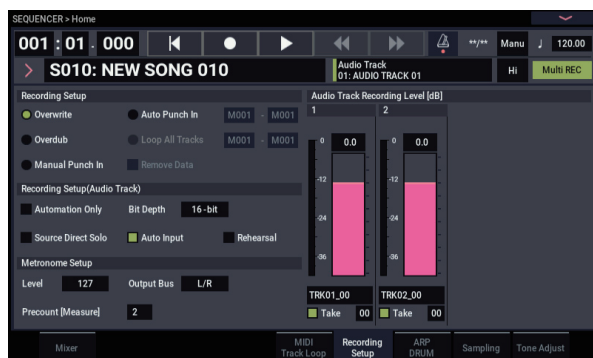 SEQUENCER > Home
001 : 01 . 000 **/** Manu ♩ 120.00
S010: NEW SONG 010 Audio Track Hi Multi REC
01: AUDIO TRACK 01
Recording Setup
Overwrite Auto Punch In M001 - M001
Overdub Loop All Tracks M001 - M001
Manual Punch In Remove Data
Recording Setup(Audio Track)
Automation Only Bit Depth 16-bit
Source Direct Solo Auto Input Rehearsal
Metronome Setup
Level 127 Output Bus L/R
Precount [Measure] 2
Audio Track Recording Level [dB]
1 2
0 0.0 0 0.0
-12 -12
-24 -24
-36 -36
TRK01_00 TRK02_00
Take 00 Take 00
Mixer MIDI Track Loop Recording Setup ARP DRUM Sampling Tone Adjust